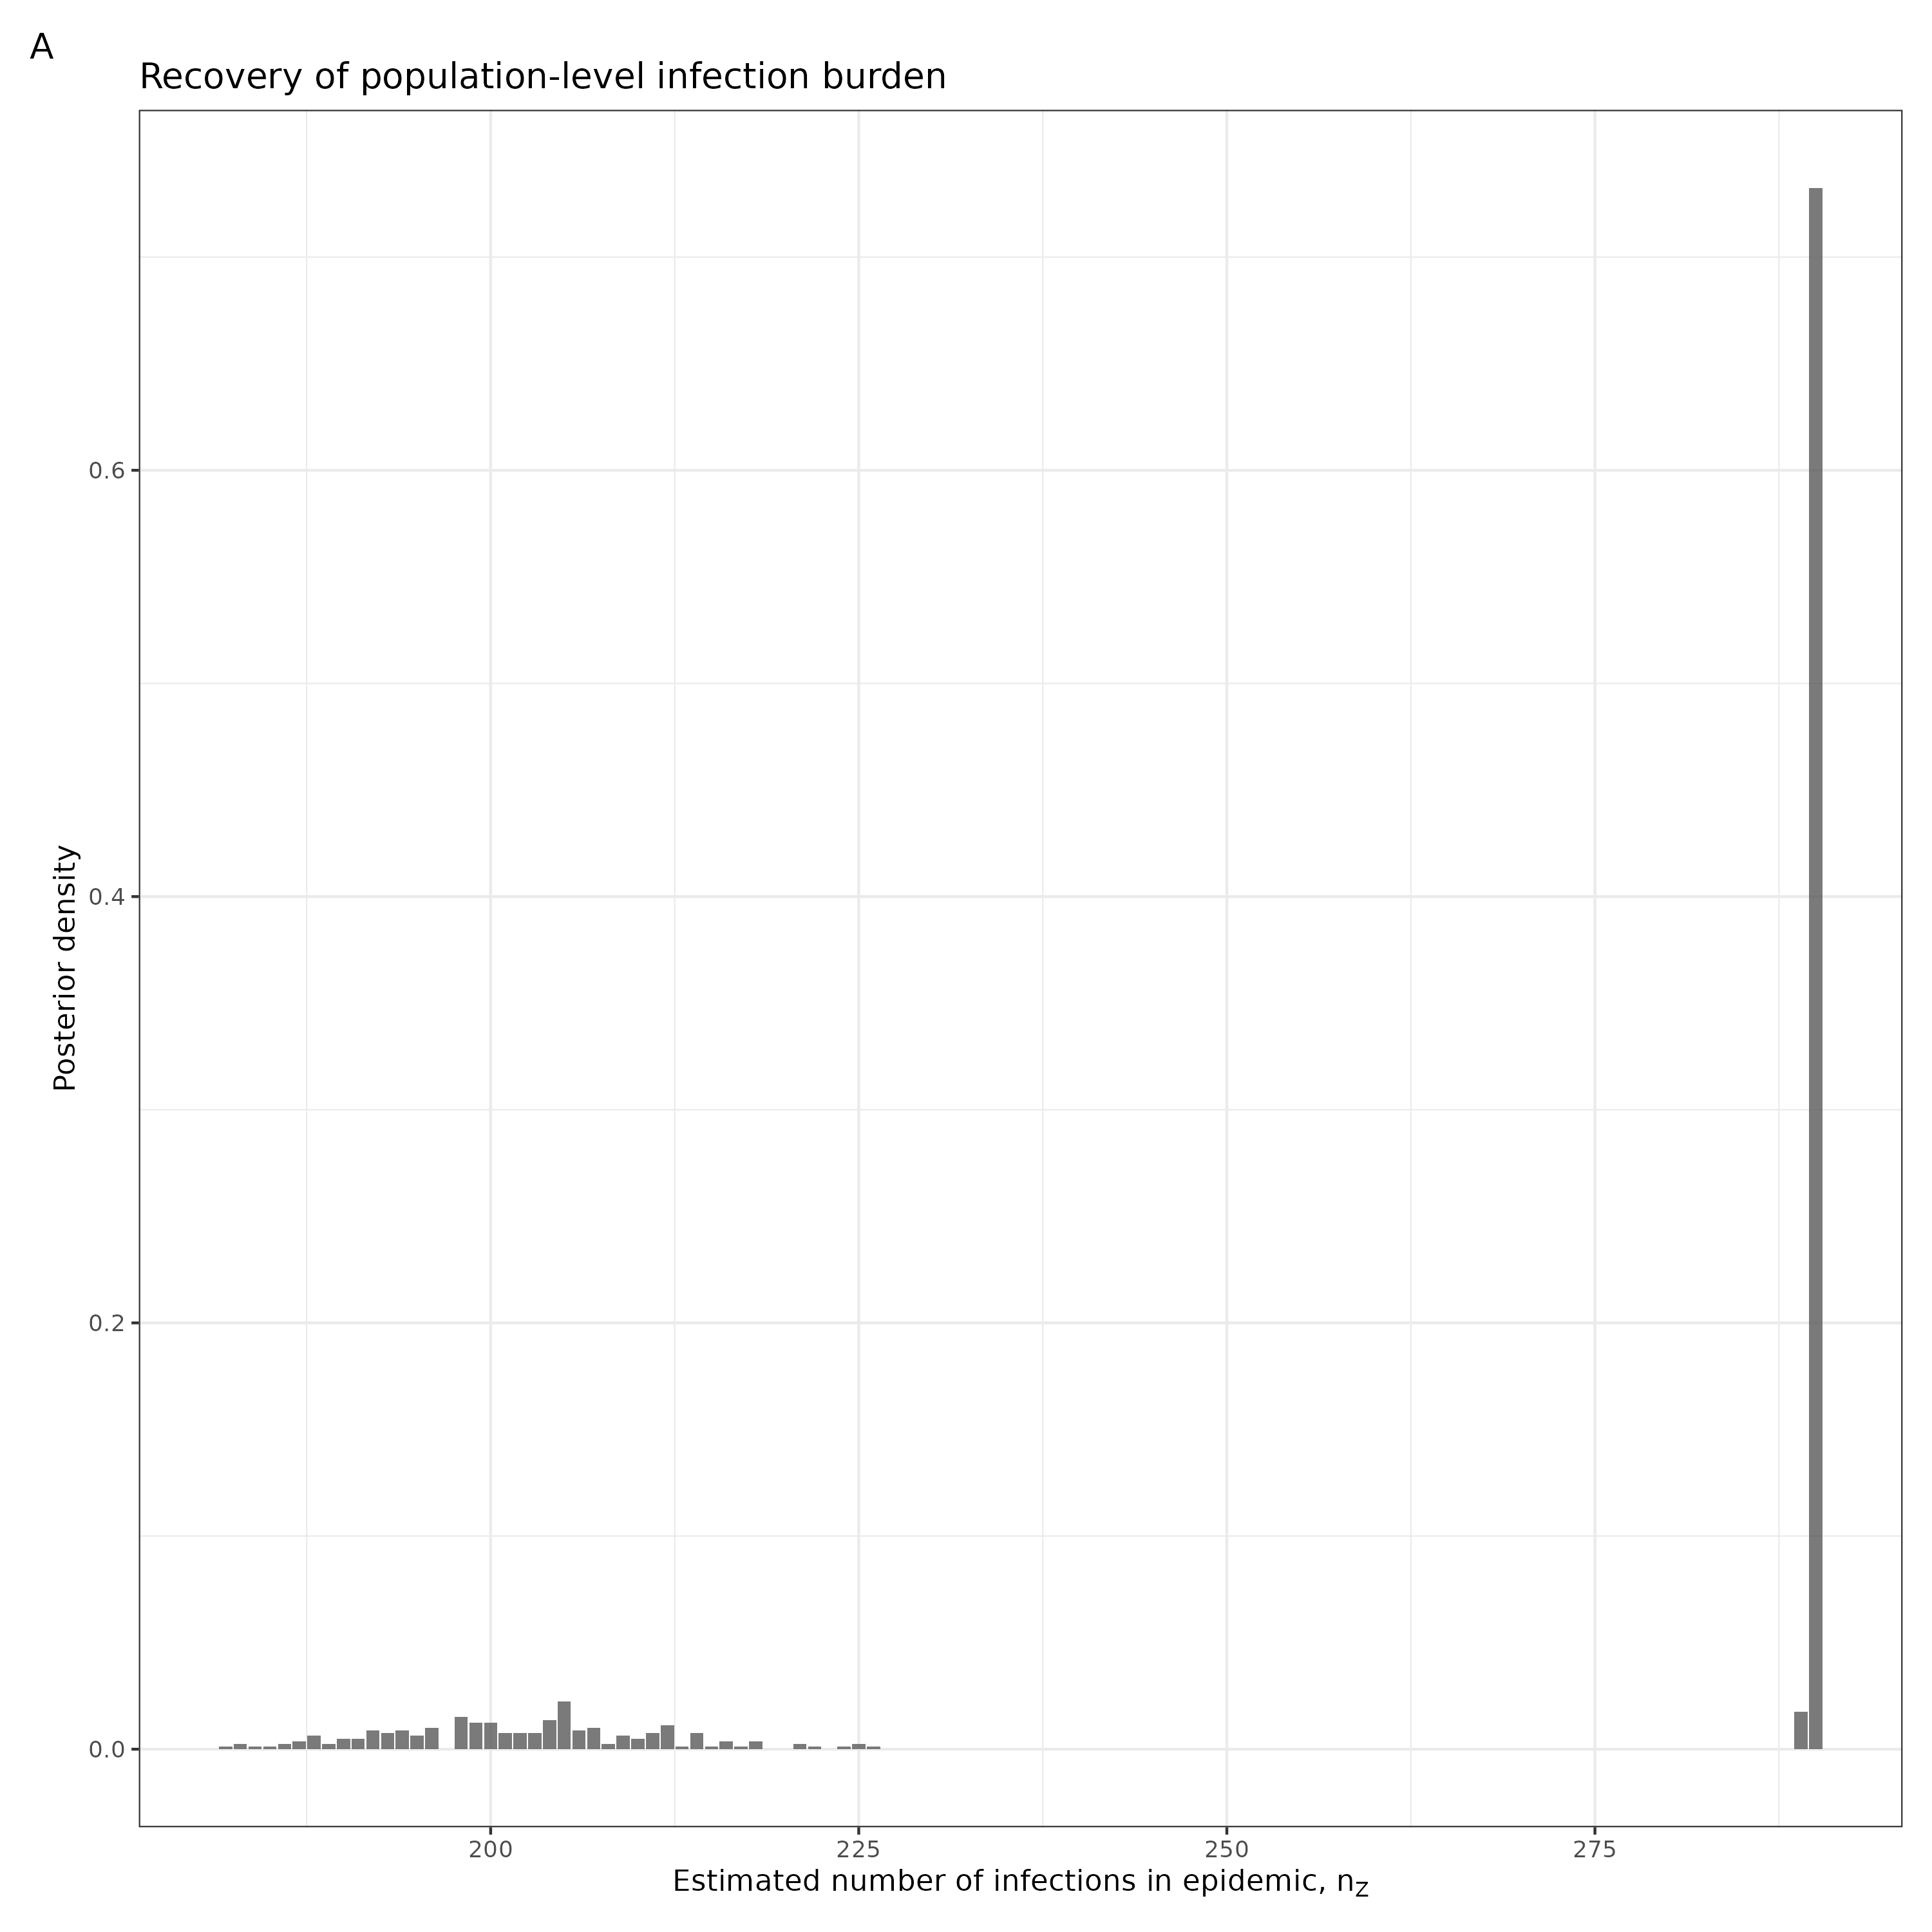 A
Recovery of population-level infection burden
Posterior density
0.6
0.4
0.2
0.0
200 225 250 275
Estimated number of infections in epidemic, nZ